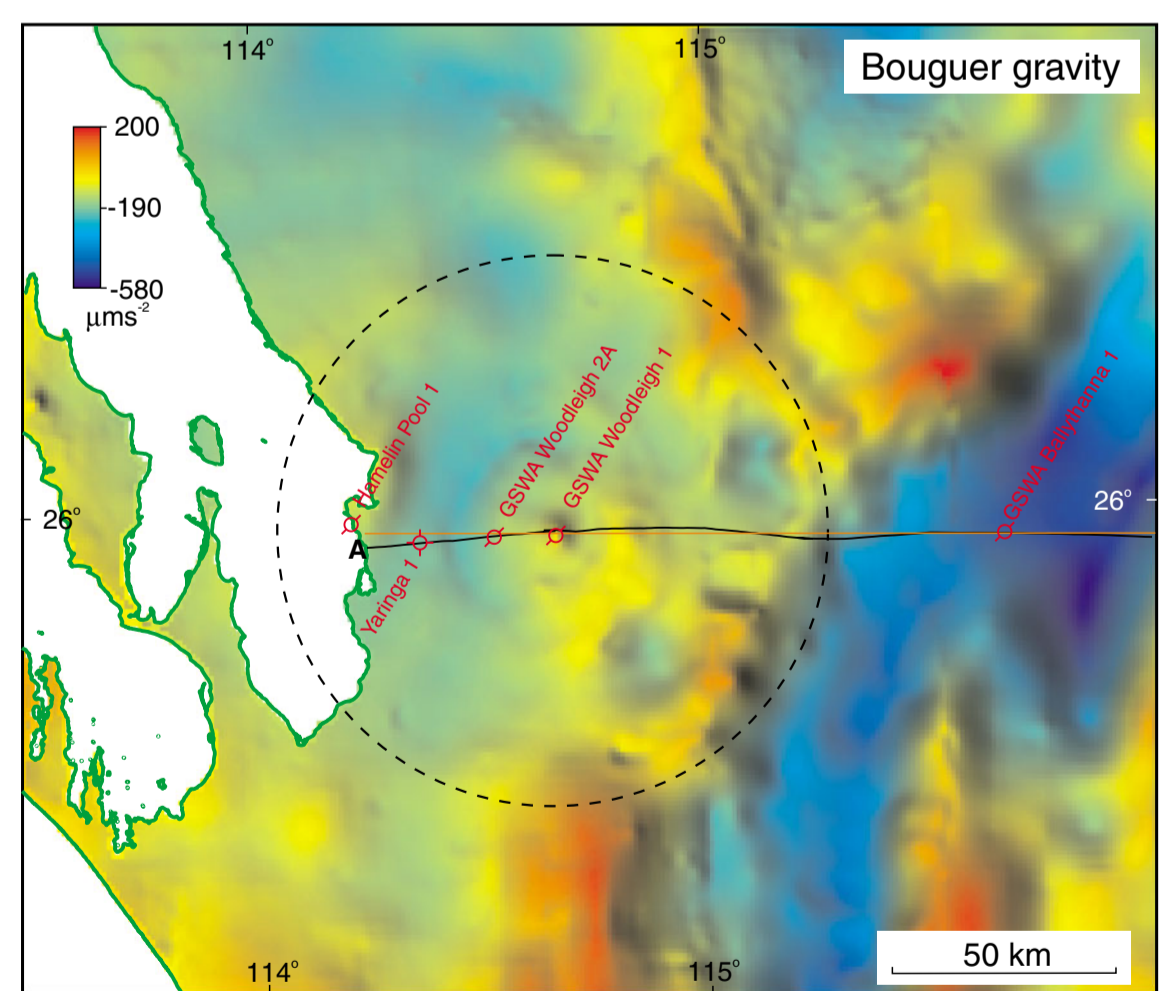 114°
115°
Bouguer gravity
200
-190
-580
μms⁻²
Hamelin Pool 1
GSWA Woodleigh 2A
GSWA Woodleigh 1
GSWA Ballythanna 1
26°
26°
A
Yaringa 1
114°
115°
50 km